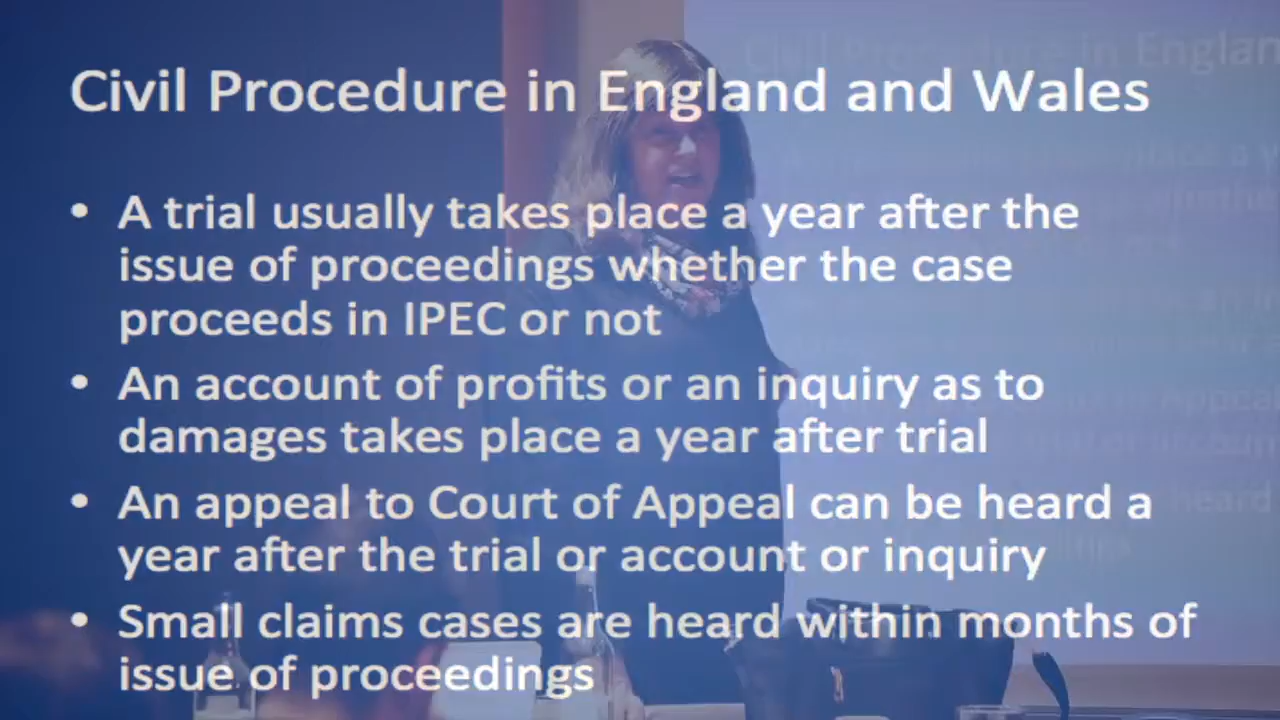 Civil Procedure in England and Wales
• A trial usually takes place a year after the
issue of proceedings whether the case
proceeds in IPEC or not
• An account of profits or an inquiry as to
damages takes place a year after trial
• An appeal to Court of Appeal can be heard a
year after the trial or account or inquiry
• Small claims cases are heard within months of
issue of proceedings